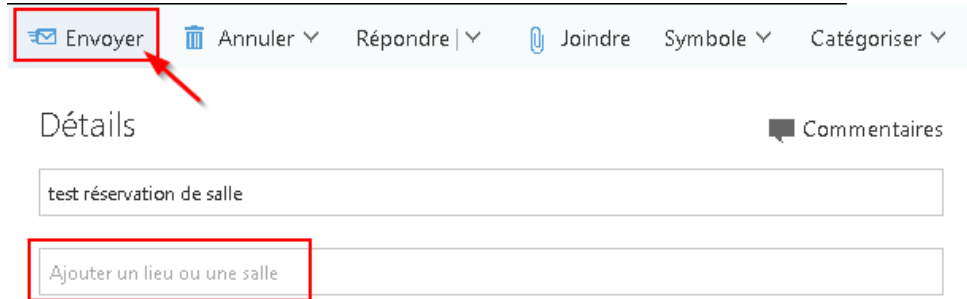 Envoyer Annuler Répondre | Joindre Symbole Catégoriser
Détails
Commentaires
test réservation de salle
Ajouter un lieu ou une salle